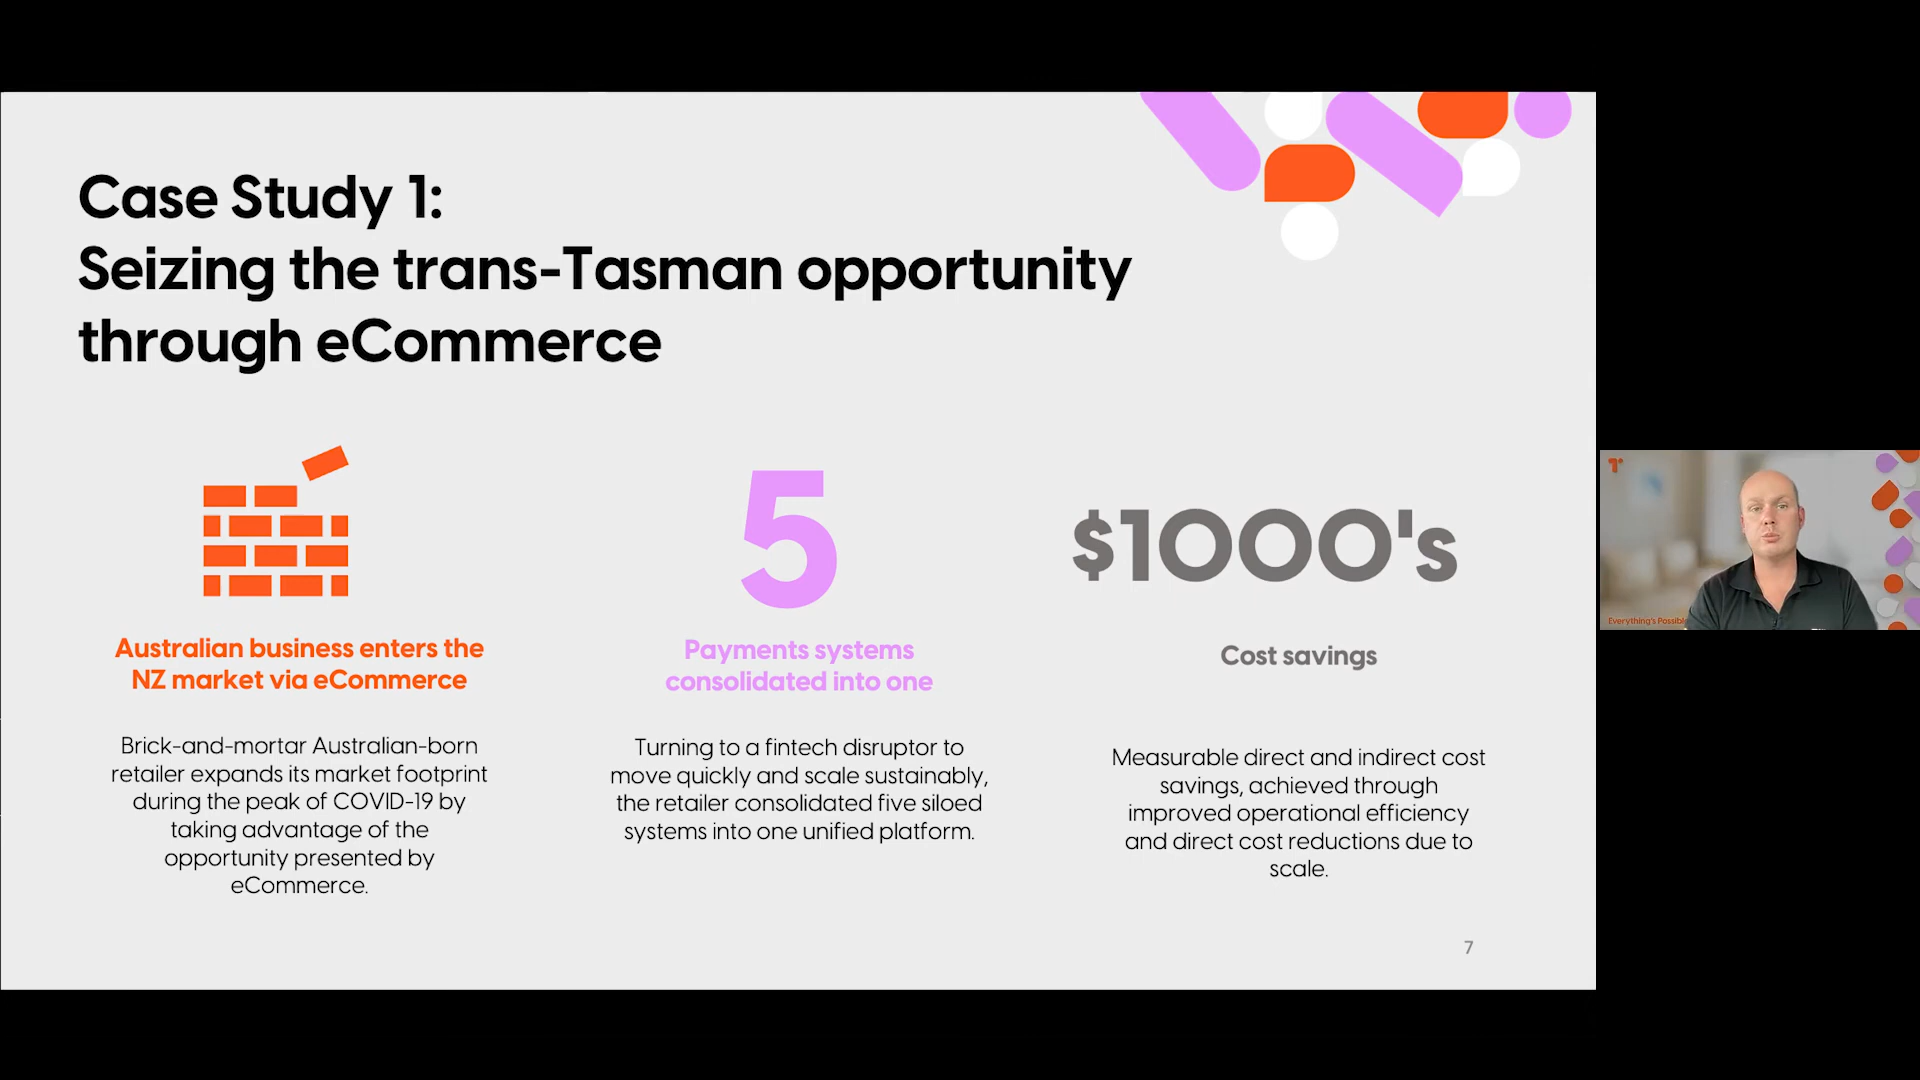 Case Study 1:
Seizing the trans-Tasman opportunity
through eCommerce
Australian business enters the
NZ market via eCommerce
Brick-and-mortar Australian-born
retailer expands its market footprint
during the peak of COVID-19 by
taking advantage of the
opportunity presented by
eCommerce.
5
Payments systems
consolidated into one
Turning to a fintech disruptor to
move quickly and scale sustainably,
the retailer consolidated five siloed
systems into one unified platform.
$1000's
Cost savings
Measurable direct and indirect cost
savings, achieved through
improved operational efficiency
and direct cost reductions due to
scale.
7
Everything's Possible